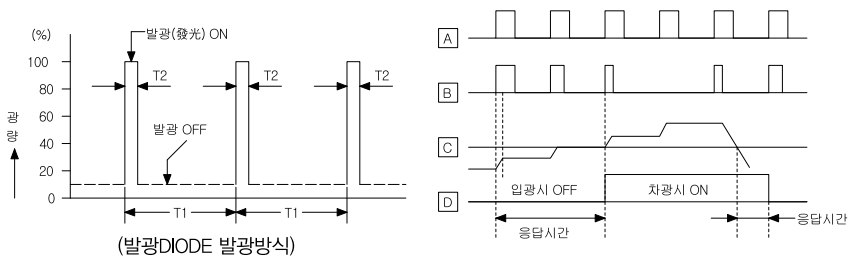 (%)
발광(發光) ON
100
80
60
40
20
0
광량
T2
T2
T2
발광 OFF
T1
T1
(발광DIODE 발광방식)
A
B
C
D
입광시 OFF
차광시 ON
응답시간
응답시간